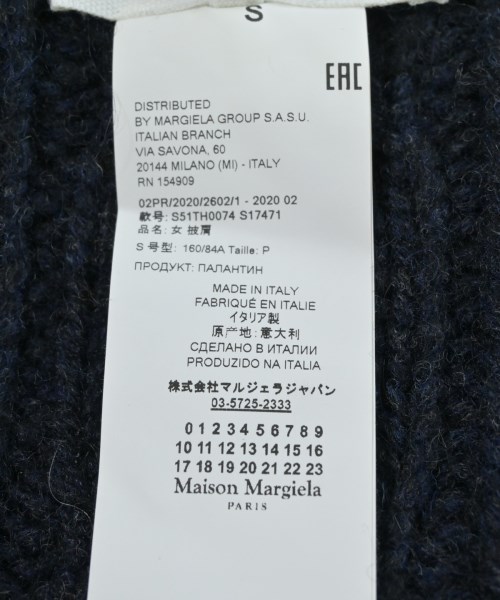 S
EAC
DISTRIBUTED
BY MARGIELA GROUP S.A.S.U.
ITALIAN BRANCH
VIA SAVONA, 60
20144 MILANO (MI) - ITALY
RN 154909
02PR/2020/2602/1 - 2020 02
款号: S51TH0074 S17471
品名: 女 披肩
S 号型: 160/84A Taille: P
ПРОДУКТ: ПАЛАНТИН
MADE IN ITALY
FABRIQUÉ EN ITALIE
イタリア製
原产地: 意大利
СДЕЛАНО В ИТАЛИИ
PRODUZIDO NA ITALIA
株式会社マルジェラジャパン
03-5725-2333
0 1 2 3 4 5 6 7 8 9
10 11 12 13 14 15 16
17 18 19 20 21 22 23
Maison Margiela
PARIS